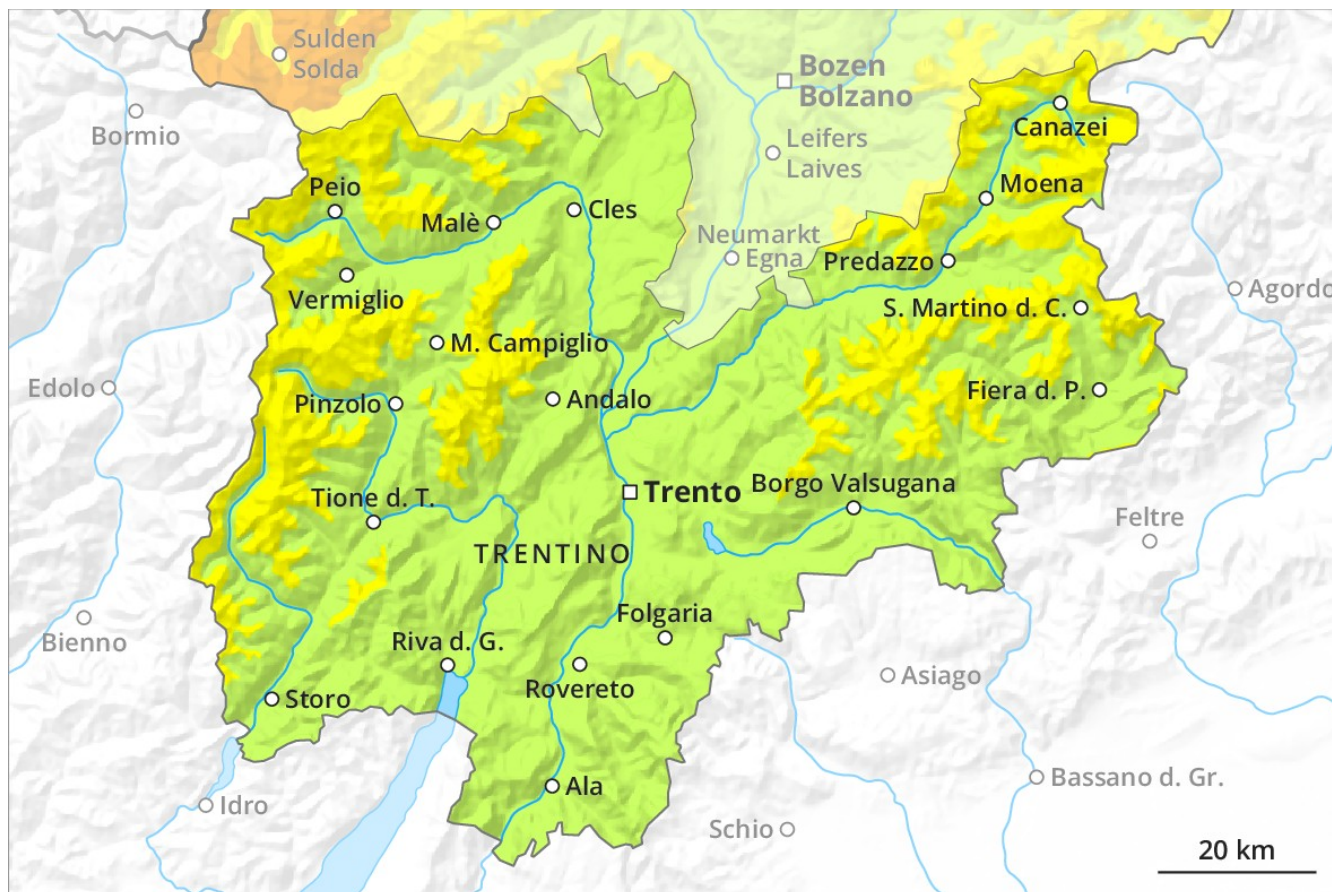 Sulden
Solda
Bozen
Bolzano
Bormio
Canazei
Leifers
Laives
Peio
Moena
Malè
Cles
Neumarkt
Egna
Predazzo
Vermiglio
Agordo
S. Martino d. C.
M. Campiglio
Edolo
Pinzolo
Andalo
Fiera d. P.
Trento
Borgo Valsugana
Tione d. T.
Feltre
TRENTINO
Bienno
Folgaria
Riva d. G.
Rovereto
Asiago
Storo
Ala
Bassano d. Gr.
Idro
Schio
20 km